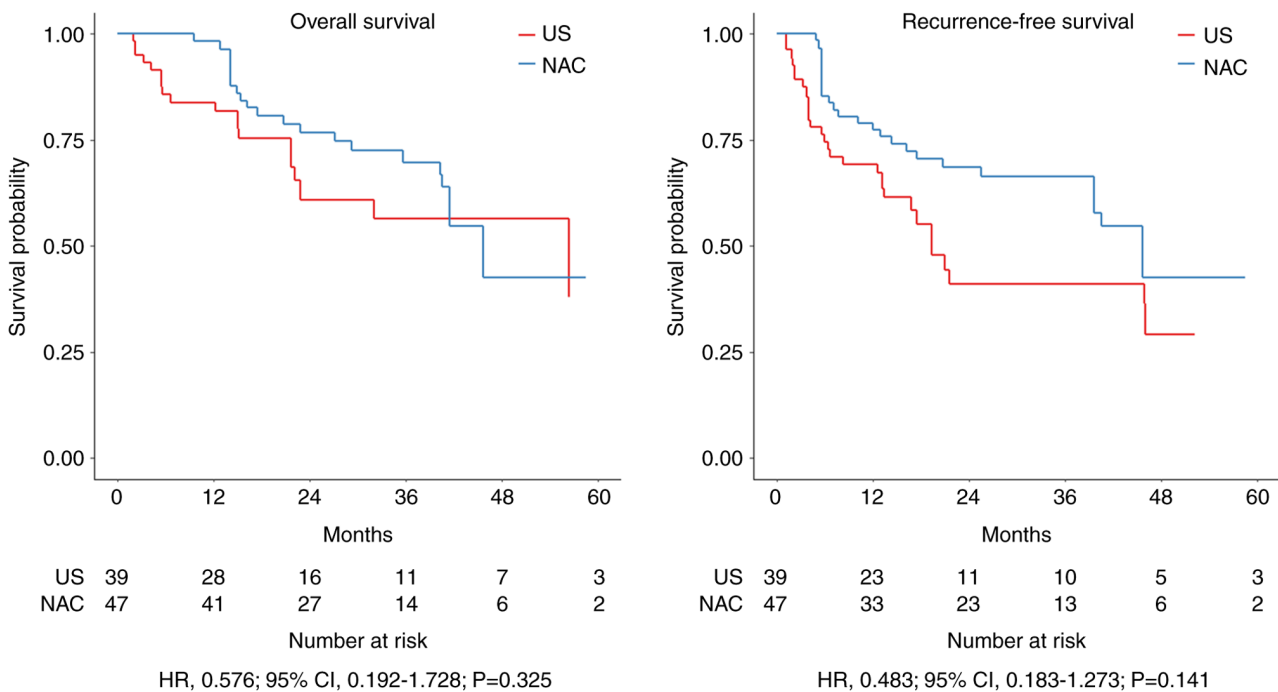 Overall survival
US
NAC
1.00
0.75
0.50
0.25
0.00
Survival probability
0 12 24 36 48 60
Months
US 39 28 16 11 7 3
NAC 47 41 27 14 6 2
Number at risk
HR, 0.576; 95% CI, 0.192-1.728; P=0.325
Recurrence-free survival
US
NAC
1.00
0.75
0.50
0.25
0.00
Survival probability
0 12 24 36 48 60
Months
US 39 23 11 10 5 3
NAC 47 33 23 13 6 2
Number at risk
HR, 0.483; 95% CI, 0.183-1.273; P=0.141